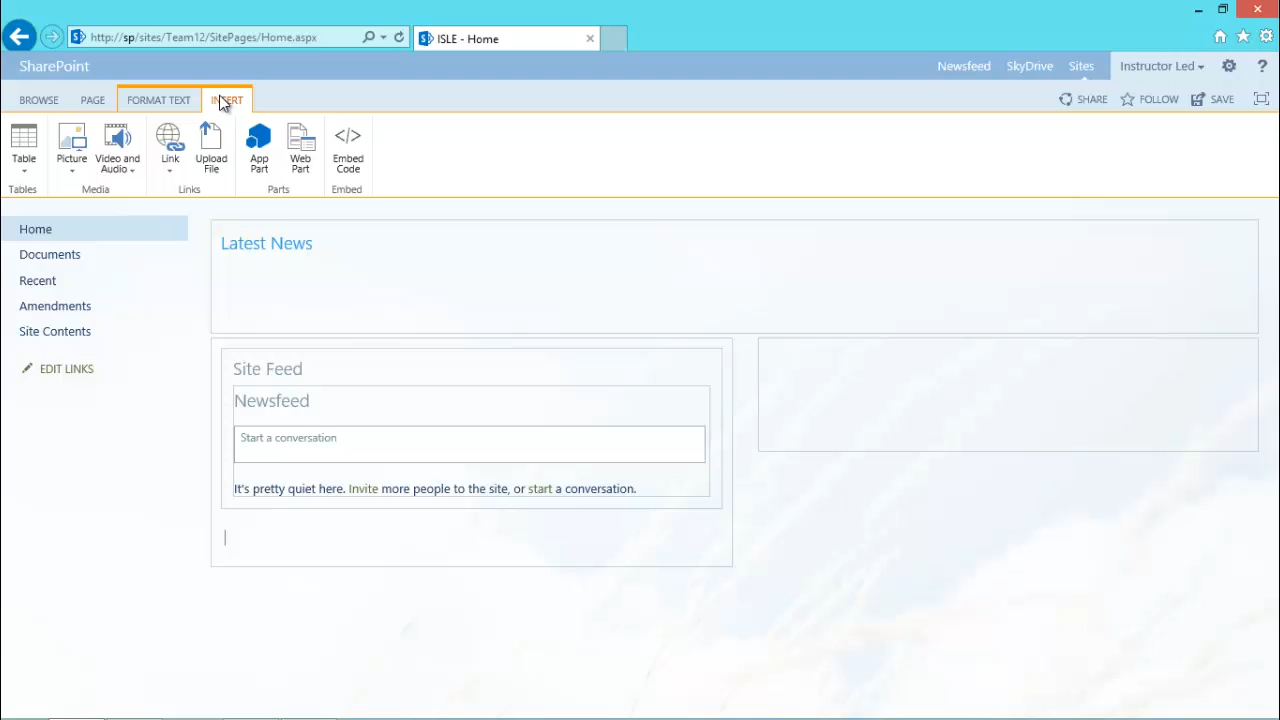 http://sp/sites/Team12/SitePages/Home.aspx
ISLE - Home
SharePoint
Newsfeed
SkyDrive
Sites
Instructor Led
?
BROWSE
PAGE
FORMAT TEXT
INSERT
SHARE
FOLLOW
SAVE
Table
Picture
Video and
Audio
Link
Upload
File
App
Part
Web
Part
Embed
Code
Tables
Media
Links
Parts
Embed
Home
Documents
Recent
Amendments
Site Contents
EDIT LINKS
Latest News
Site Feed
Newsfeed
Start a conversation
It's pretty quiet here. Invite more people to the site, or start a conversation.